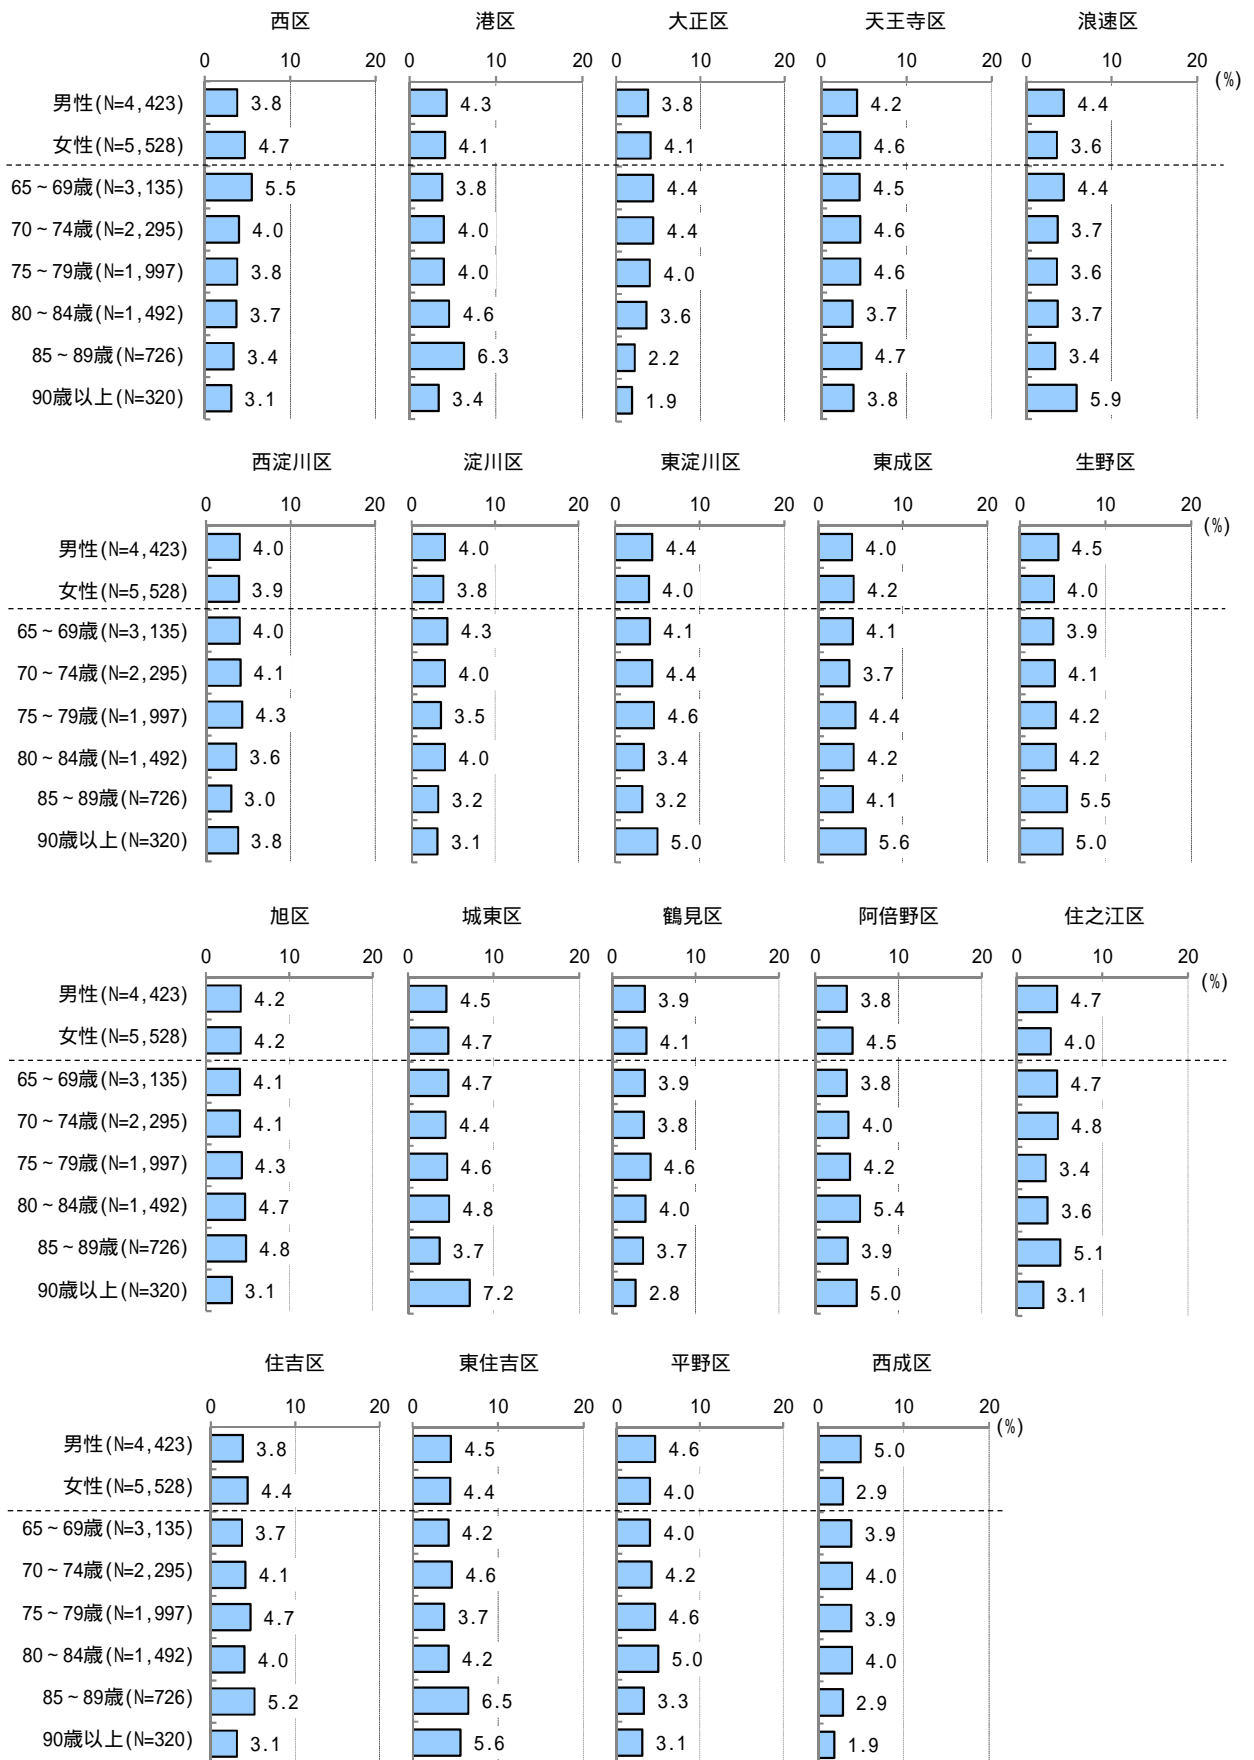 西区 港区 大正区 天王寺区 浪速区
0 10 20 0 10 20 0 10 20 0 10 20 0 10 20
(%)
男性(N=4,423) 3.8 4.3 3.8 4.2 4.4
女性(N=5,528) 4.7 4.1 4.1 4.6 3.6
65~69歳(N=3,135) 5.5 3.8 4.4 4.5 4.4
70~74歳(N=2,295) 4.0 4.0 4.4 4.6 3.7
75~79歳(N=1,997) 3.8 4.0 4.0 4.6 3.6
80~84歳(N=1,492) 3.7 4.6 3.6 3.7 3.7
85~89歳(N=726) 3.4 6.3 2.2 4.7 3.4
90歳以上(N=320) 3.1 3.4 1.9 3.8 5.9
西淀川区 淀川区 東淀川区 東成区 生野区
0 10 20 0 10 20 0 10 20 0 10 20 0 10 20
(%)
男性(N=4,423) 4.0 4.0 4.4 4.0 4.5
女性(N=5,528) 3.9 3.8 4.0 4.2 4.0
65~69歳(N=3,135) 4.0 4.3 4.1 4.1 3.9
70~74歳(N=2,295) 4.1 4.0 4.4 3.7 4.1
75~79歳(N=1,997) 4.3 3.5 4.6 4.4 4.2
80~84歳(N=1,492) 3.6 4.0 3.4 4.2 4.2
85~89歳(N=726) 3.0 3.2 3.2 4.1 5.5
90歳以上(N=320) 3.8 3.1 5.0 5.6 5.0
旭区 城東区 鶴見区 阿倍野区 住之江区
0 10 20 0 10 20 0 10 20 0 10 20 0 10 20
(%)
男性(N=4,423) 4.2 4.5 3.9 3.8 4.7
女性(N=5,528) 4.2 4.7 4.1 4.5 4.0
65~69歳(N=3,135) 4.1 4.7 3.9 3.8 4.7
70~74歳(N=2,295) 4.1 4.4 3.8 4.0 4.8
75~79歳(N=1,997) 4.3 4.6 4.6 4.2 3.4
80~84歳(N=1,492) 4.7 4.8 4.0 5.4 3.6
85~89歳(N=726) 4.8 3.7 3.7 3.9 5.1
90歳以上(N=320) 3.1 7.2 2.8 5.0 3.1
住吉区 東住吉区 平野区 西成区
0 10 20 0 10 20 0 10 20 0 10 20
(%)
男性(N=4,423) 3.8 4.5 4.6 5.0
女性(N=5,528) 4.4 4.4 4.0 2.9
65~69歳(N=3,135) 3.7 4.2 4.0 3.9
70~74歳(N=2,295) 4.1 4.6 4.2 4.0
75~79歳(N=1,997) 4.7 3.7 4.6 3.9
80~84歳(N=1,492) 4.0 4.2 5.0 4.0
85~89歳(N=726) 5.2 6.5 3.3 2.9
90歳以上(N=320) 3.1 5.6 3.1 1.9